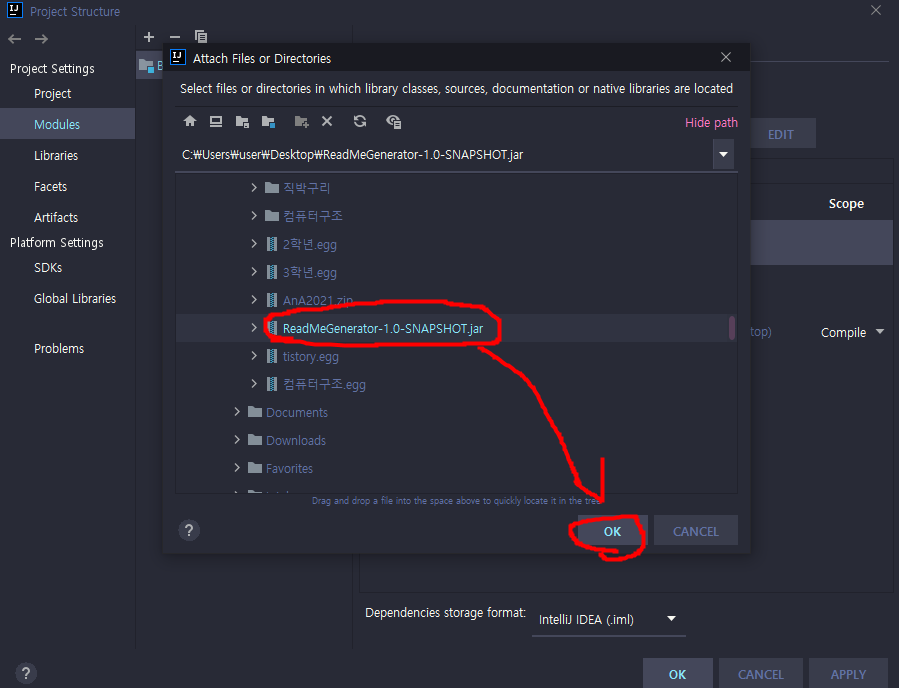 Project Structure
Project Settings
Project
Modules
Libraries
Facets
Artifacts
Platform Settings
SDKs
Global Libraries
Problems
B
Attach Files or Directories
Select files or directories in which library classes, sources, documentation or native libraries are located
Hide path
C:₩Users₩user₩Desktop₩ReadMeGenerator-1.0-SNAPSHOT.jar
직박구리
컴퓨터구조
2학년.egg
3학년.egg
AnA2021.zip
ReadMeGenerator-1.0-SNAPSHOT.jar
tistory.egg
컴퓨터구조.egg
Documents
Downloads
Favorites
Drag and drop a file into the space above to quickly locate it in the tree
?
OK
CANCEL
EDIT
Scope
top)
Compile
Dependencies storage format:
IntelliJ IDEA (.iml)
?
OK
CANCEL
APPLY